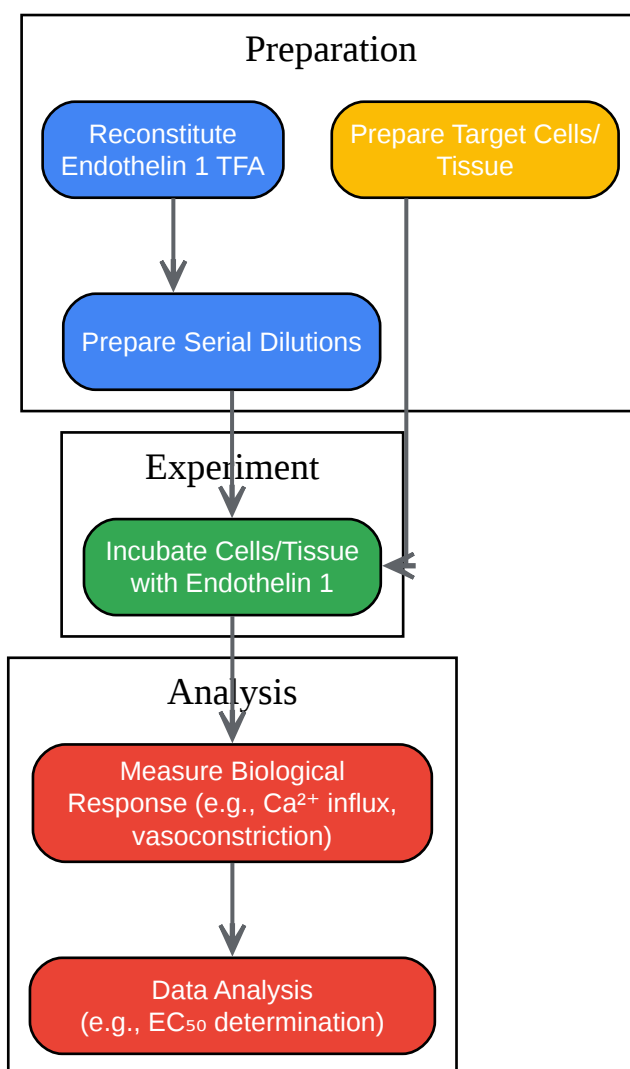 Preparation
Reconstitute
Endothelin 1 TFA
Prepare Target Cells/
Tissue
Prepare Serial Dilutions
Experiment
Incubate Cells/Tissue
with Endothelin 1
Analysis
Measure Biological
Response (e.g., Ca²⁺ influx,
vasoconstriction)
Data Analysis
(e.g., EC₅₀ determination)